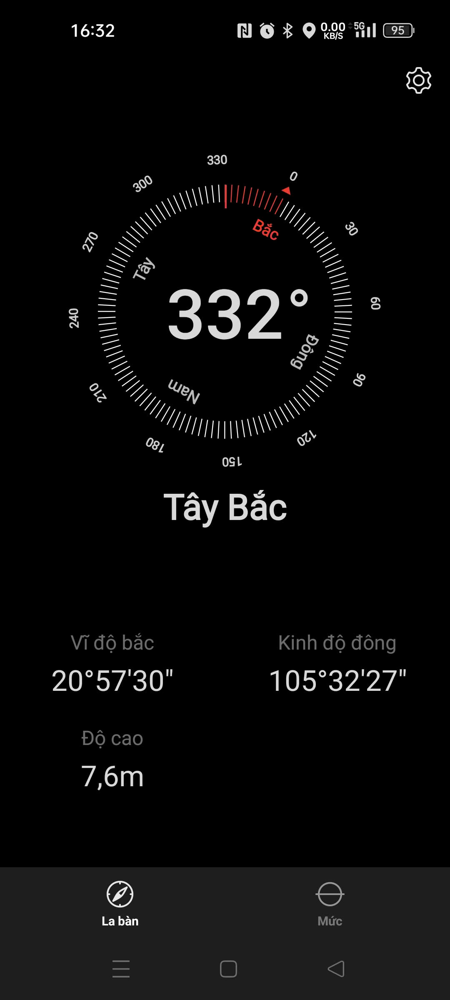 16:32
0.00
KB/S
5G
95
330
300
0
270
30
Bắc
Tây
332°
240
60
Đông
90
Nam
210
120
180
150
Tây Bắc
Vĩ độ bắc
Kinh độ đông
20°57'30"
105°32'27"
Độ cao
7,6m
La bàn
Mức